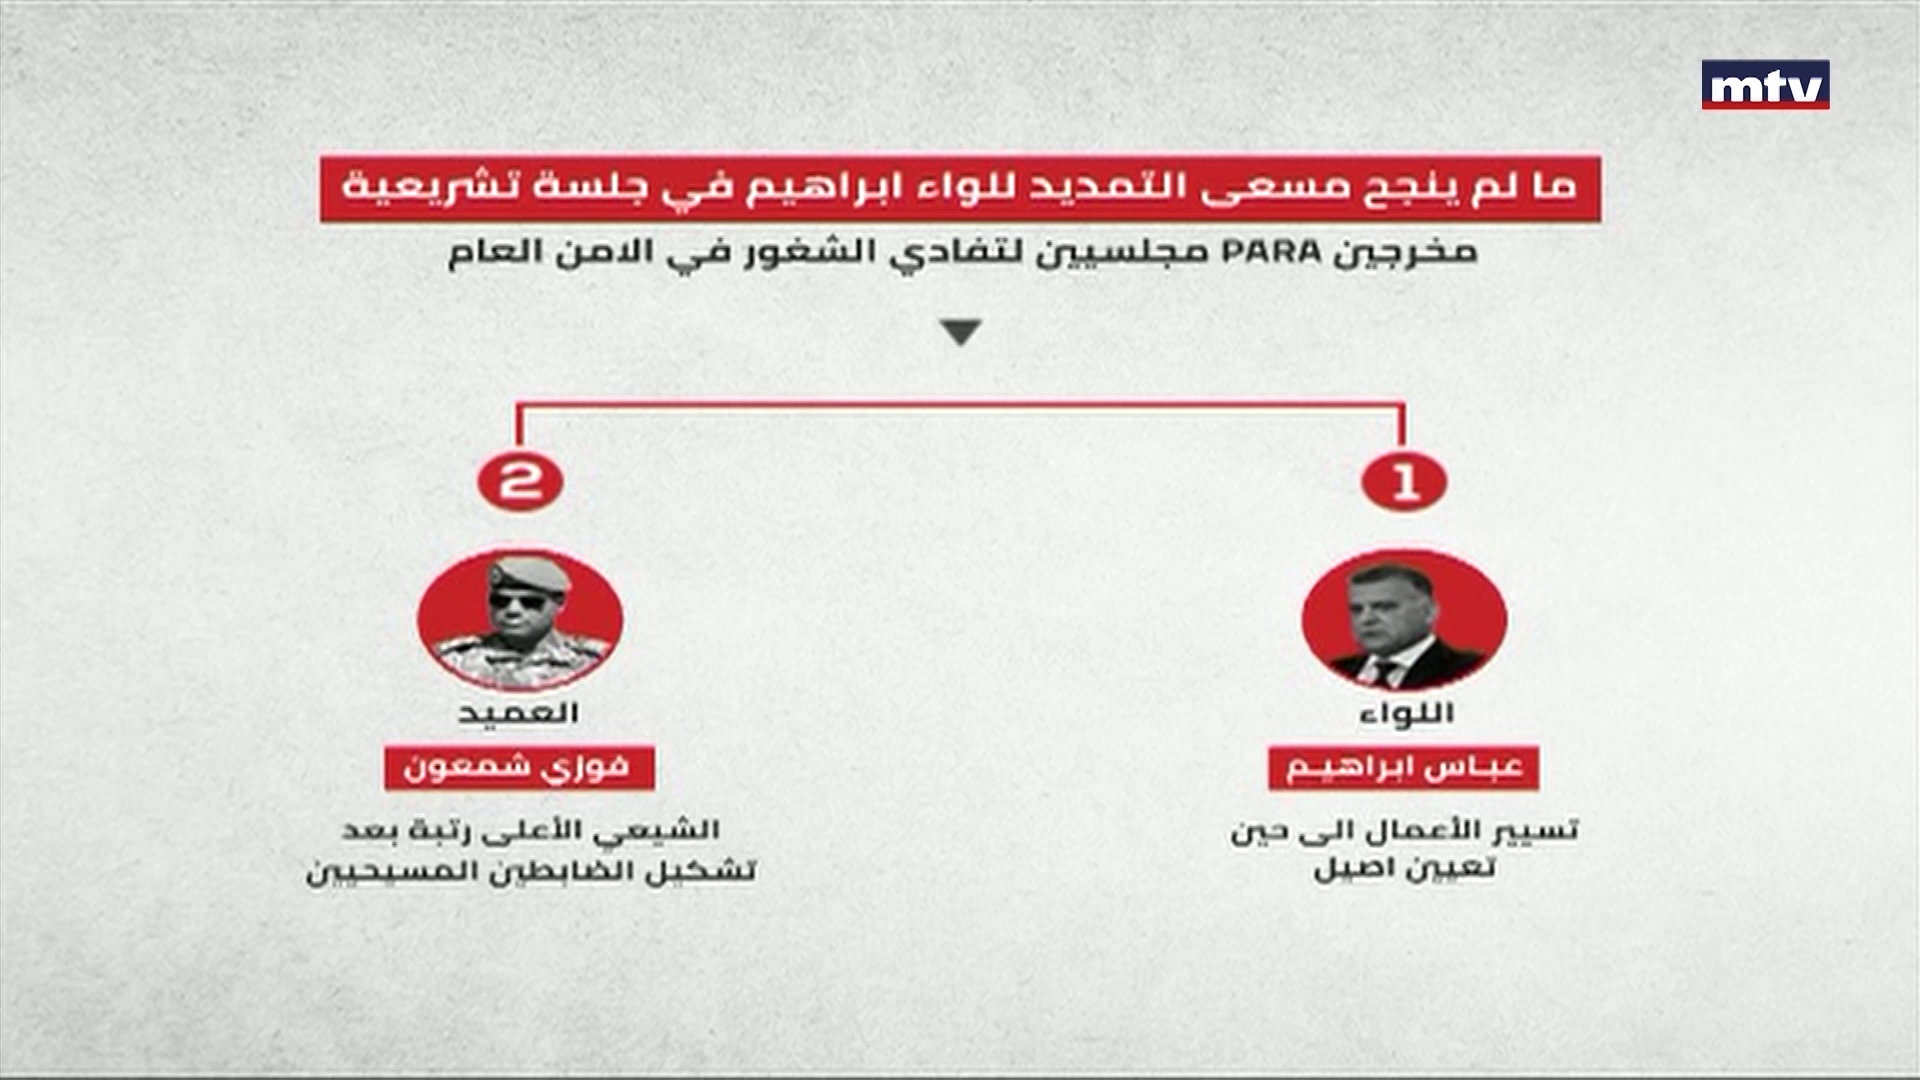 mtv
ما لم ينجح مسعى التمديد للواء ابراهيم في جلسة تشريعية
مخرجين PARA مجلسيين لتفادي الشغور في الامن العام
1
اللواء
عباس ابراهيم
تسيير الأعمال الى حين
تعيين اصيل
2
العميد
فوزي شمعون
الشيعي الأعلى رتبة بعد
تشكيل الضابطين المسيحيين